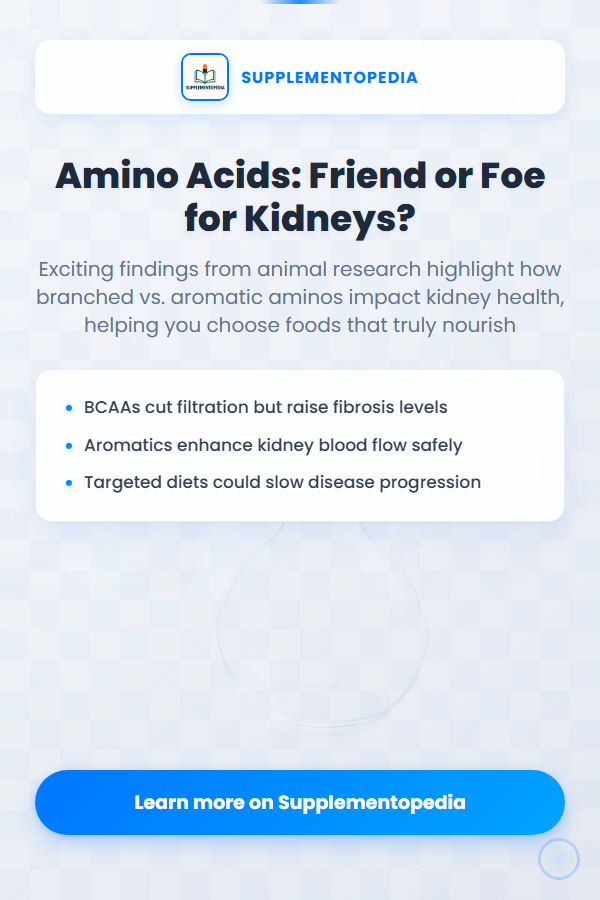 SUPPLEMENTOPEDIA
SUPPLEMENTOPEDIA
Amino Acids: Friend or Foe
for Kidneys?
Exciting findings from animal research highlight how
branched vs. aromatic aminos impact kidney health,
helping you choose foods that truly nourish
BCAAs cut filtration but raise fibrosis levels
Aromatics enhance kidney blood flow safely
Targeted diets could slow disease progression
Learn more on Supplementopedia